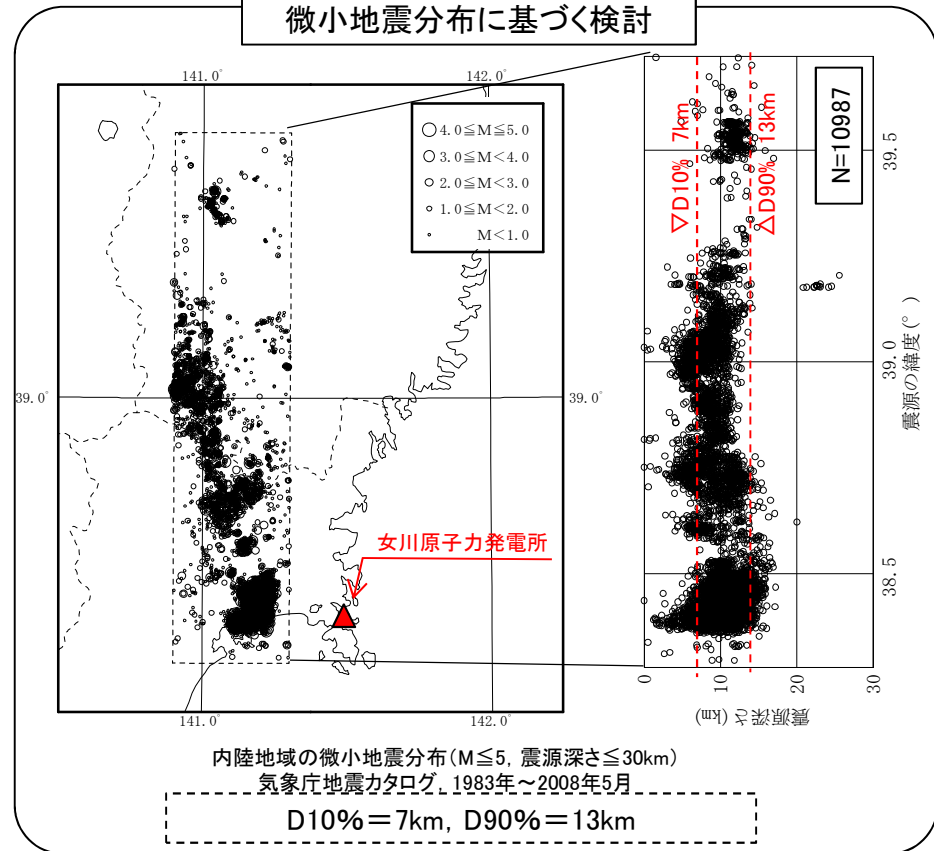 微小地震分布に基づく検討
141.0°
142.0°
4.0≦M≦5.0
3.0≦M<4.0
2.0≦M<3.0
1.0≦M<2.0
M<1.0
39.0°
39.0°
女川原子力発電所
141.0°
142.0°
▽D10% 7km
△D90% 13km
N=10987
39.5
39.0
38.5
震源の緯度(°)
0
10
20
30
震源深さ(km)
内陸地域の微小地震分布(M≦5, 震源深さ≦30km)
気象庁地震カタログ, 1983年～2008年5月
D10%=7km, D90%=13km